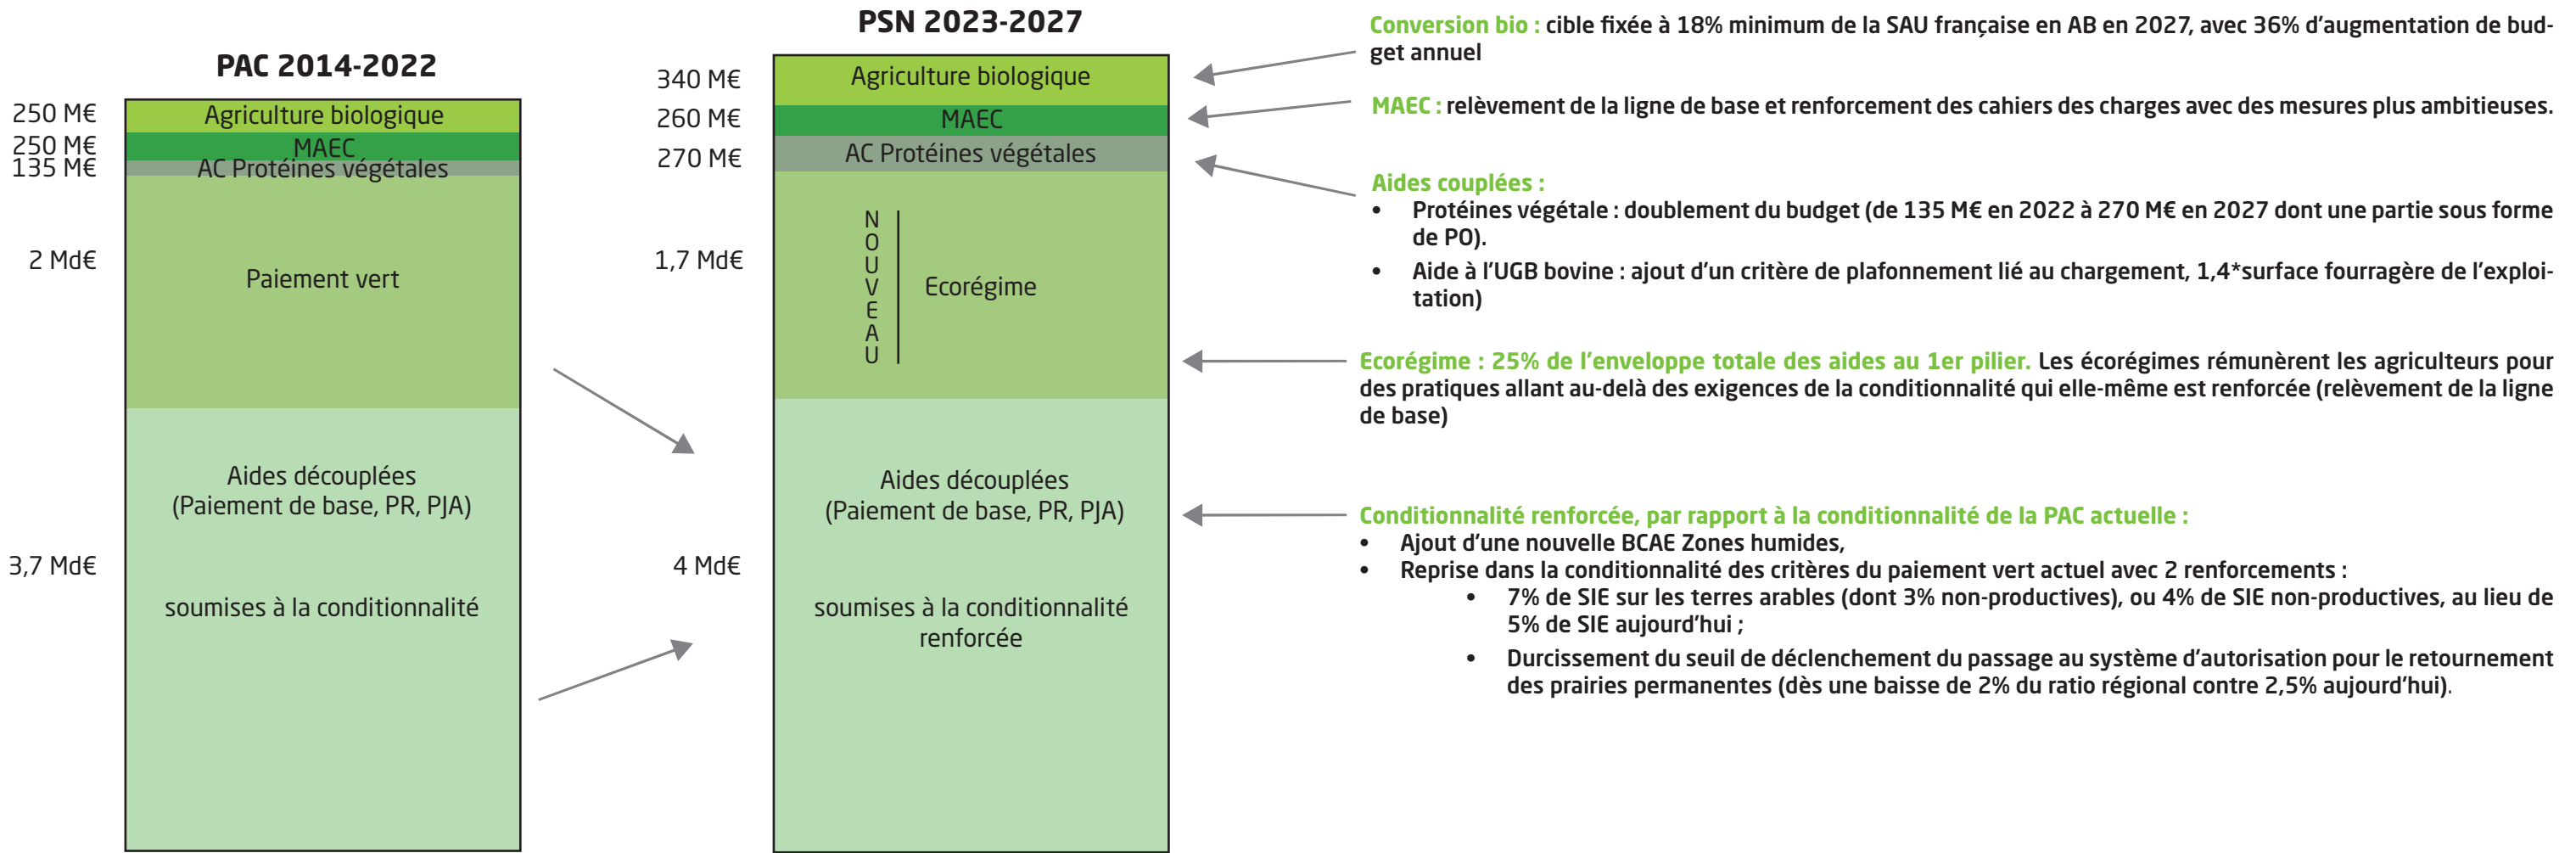 PAC 2014-2022
250 M€
Agriculture biologique
250 M€
MAEC
135 M€
AC Protéines végétales
2 Md€
Paiement vert
3,7 Md€
Aides découplées
(Paiement de base, PR, PJA)
soumises à la conditionnalité
PSN 2023-2027
340 M€
Agriculture biologique
260 M€
MAEC
270 M€
AC Protéines végétales
1,7 Md€
NOUVEAU
Ecorégime
4 Md€
Aides découplées
(Paiement de base, PR, PJA)
soumises à la conditionnalité
renforcée
Conversion bio : cible fixée à 18% minimum de la SAU française en AB en 2027, avec 36% d'augmentation de bud-
get annuel
MAEC : relèvement de la ligne de base et renforcement des cahiers des charges avec des mesures plus ambitieuses.
Aides couplées :
• Protéines végétale : doublement du budget (de 135 M€ en 2022 à 270 M€ en 2027 dont une partie sous forme
de PO).
• Aide à l'UGB bovine : ajout d'un critère de plafonnement lié au chargement, 1,4*surface fourragère de l'exploi-
tation)
Ecorégime : 25% de l'enveloppe totale des aides au 1er pilier. Les écorégimes rémunèrent les agriculteurs pour
des pratiques allant au-delà des exigences de la conditionnalité qui elle-même est renforcée (relèvement de la ligne
de base)
Conditionnalité renforcée, par rapport à la conditionnalité de la PAC actuelle :
• Ajout d'une nouvelle BCAE Zones humides,
• Reprise dans la conditionnalité des critères du paiement vert actuel avec 2 renforcements :
• 7% de SIE sur les terres arables (dont 3% non-productives), ou 4% de SIE non-productives, au lieu de
5% de SIE aujourd'hui ;
• Durcissement du seuil de déclenchement du passage au système d'autorisation pour le retournement
des prairies permanentes (dès une baisse de 2% du ratio régional contre 2,5% aujourd'hui).